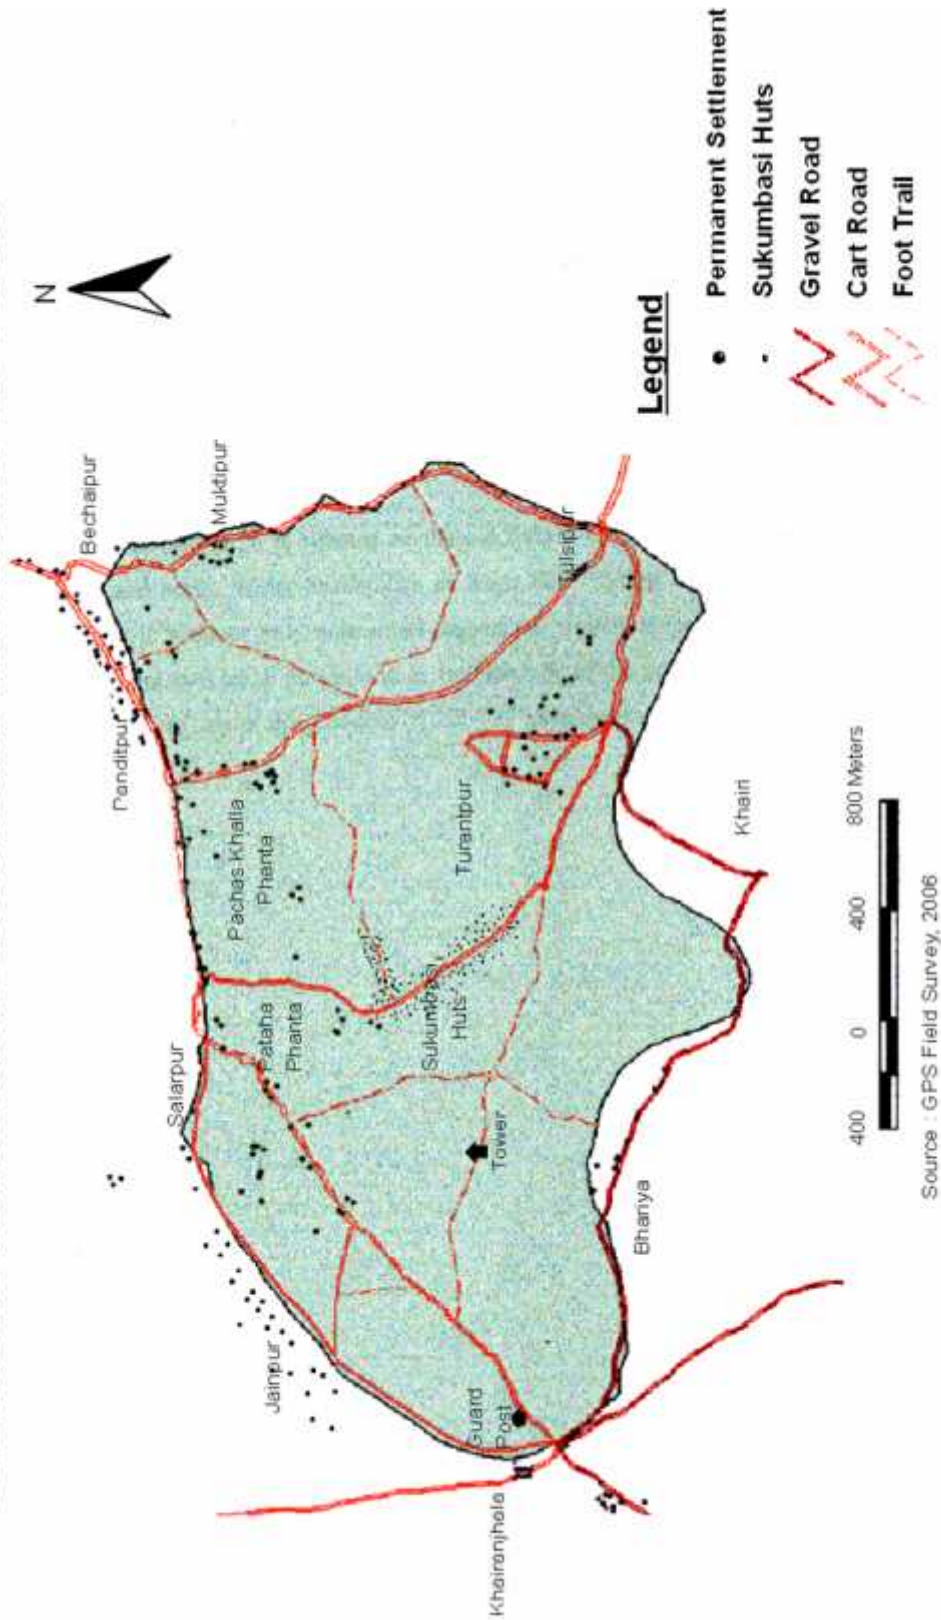 N
Bechaipur
Muktipur
Panditpur
Pachas Khalla
Phanta
Salarpur
Pataha
Phanta
Jainpur
Tulsipur
Turantpur
Sukumbasi
Huts
Tower
Guard
Post
Khairanjhala
Bhariya
Khairi
Legend
Permanent Settlement
Sukumbasi Huts
Gravel Road
Cart Road
Foot Trail
400 0 400 800 Meters
Source : GPS Field Survey, 2006